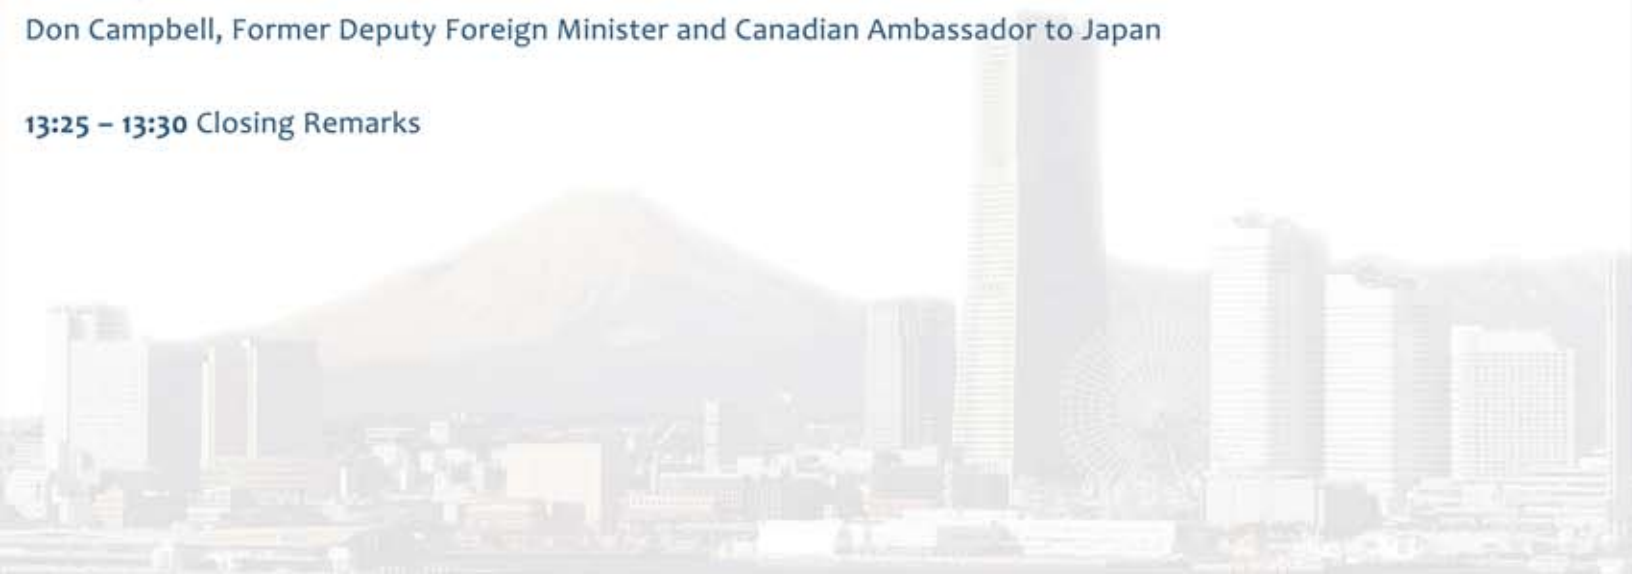 Don Campbell, Former Deputy Foreign Minister and Canadian Ambassador to Japan
13:25 – 13:30 Closing Remarks